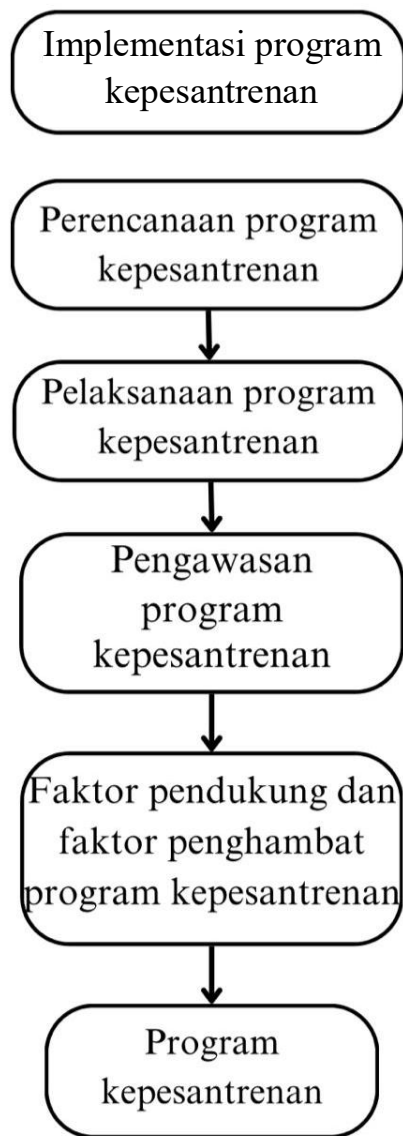 Implementasi program
kepesantrenan
Perencanaan program
kepesantrenan
Pelaksanaan program
kepesantrenan
Pengawasan
program
kepesantrenan
Faktor pendukung dan
faktor penghambat
program kepesantrenan
Program
kepesantrenan